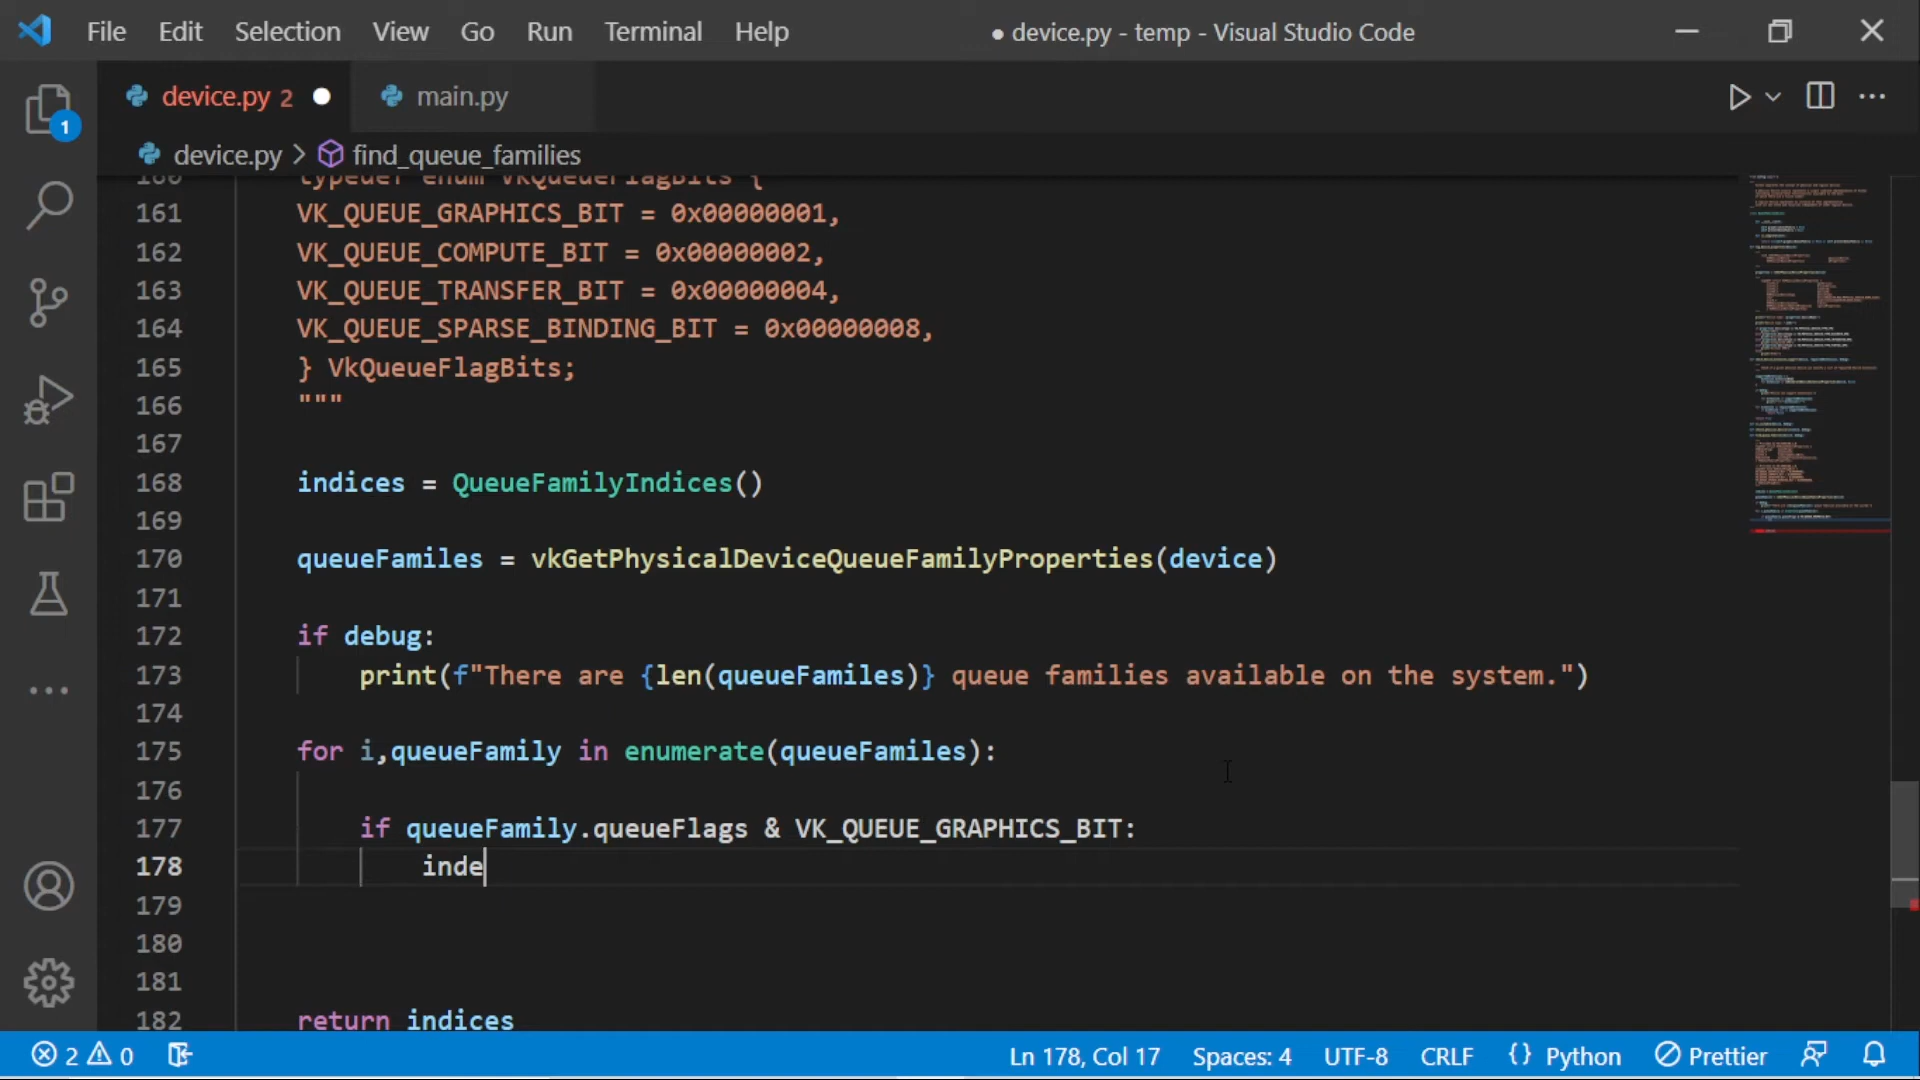 File Edit Selection View Go Run Terminal Help ● device.py - temp - Visual Studio Code
device.py 2 ● main.py
device.py > find_queue_families
160 typedef enum VkQueueFlagBits {
161 VK_QUEUE_GRAPHICS_BIT = 0x00000001,
162 VK_QUEUE_COMPUTE_BIT = 0x00000002,
163 VK_QUEUE_TRANSFER_BIT = 0x00000004,
164 VK_QUEUE_SPARSE_BINDING_BIT = 0x00000008,
165 } VkQueueFlagBits;
166 """
167
168 indices = QueueFamilyIndices()
169
170 queueFamiles = vkGetPhysicalDeviceQueueFamilyProperties(device)
171
172 if debug:
173 print(f"There are {len(queueFamiles)} queue families available on the system.")
174
175 for i,queueFamily in enumerate(queueFamiles):
176
177 if queueFamily.queueFlags & VK_QUEUE_GRAPHICS_BIT:
178 inde
179
180
181
182 return indices
1
2 0 Ln 178, Col 17 Spaces: 4 UTF-8 CRLF {} Python Prettier